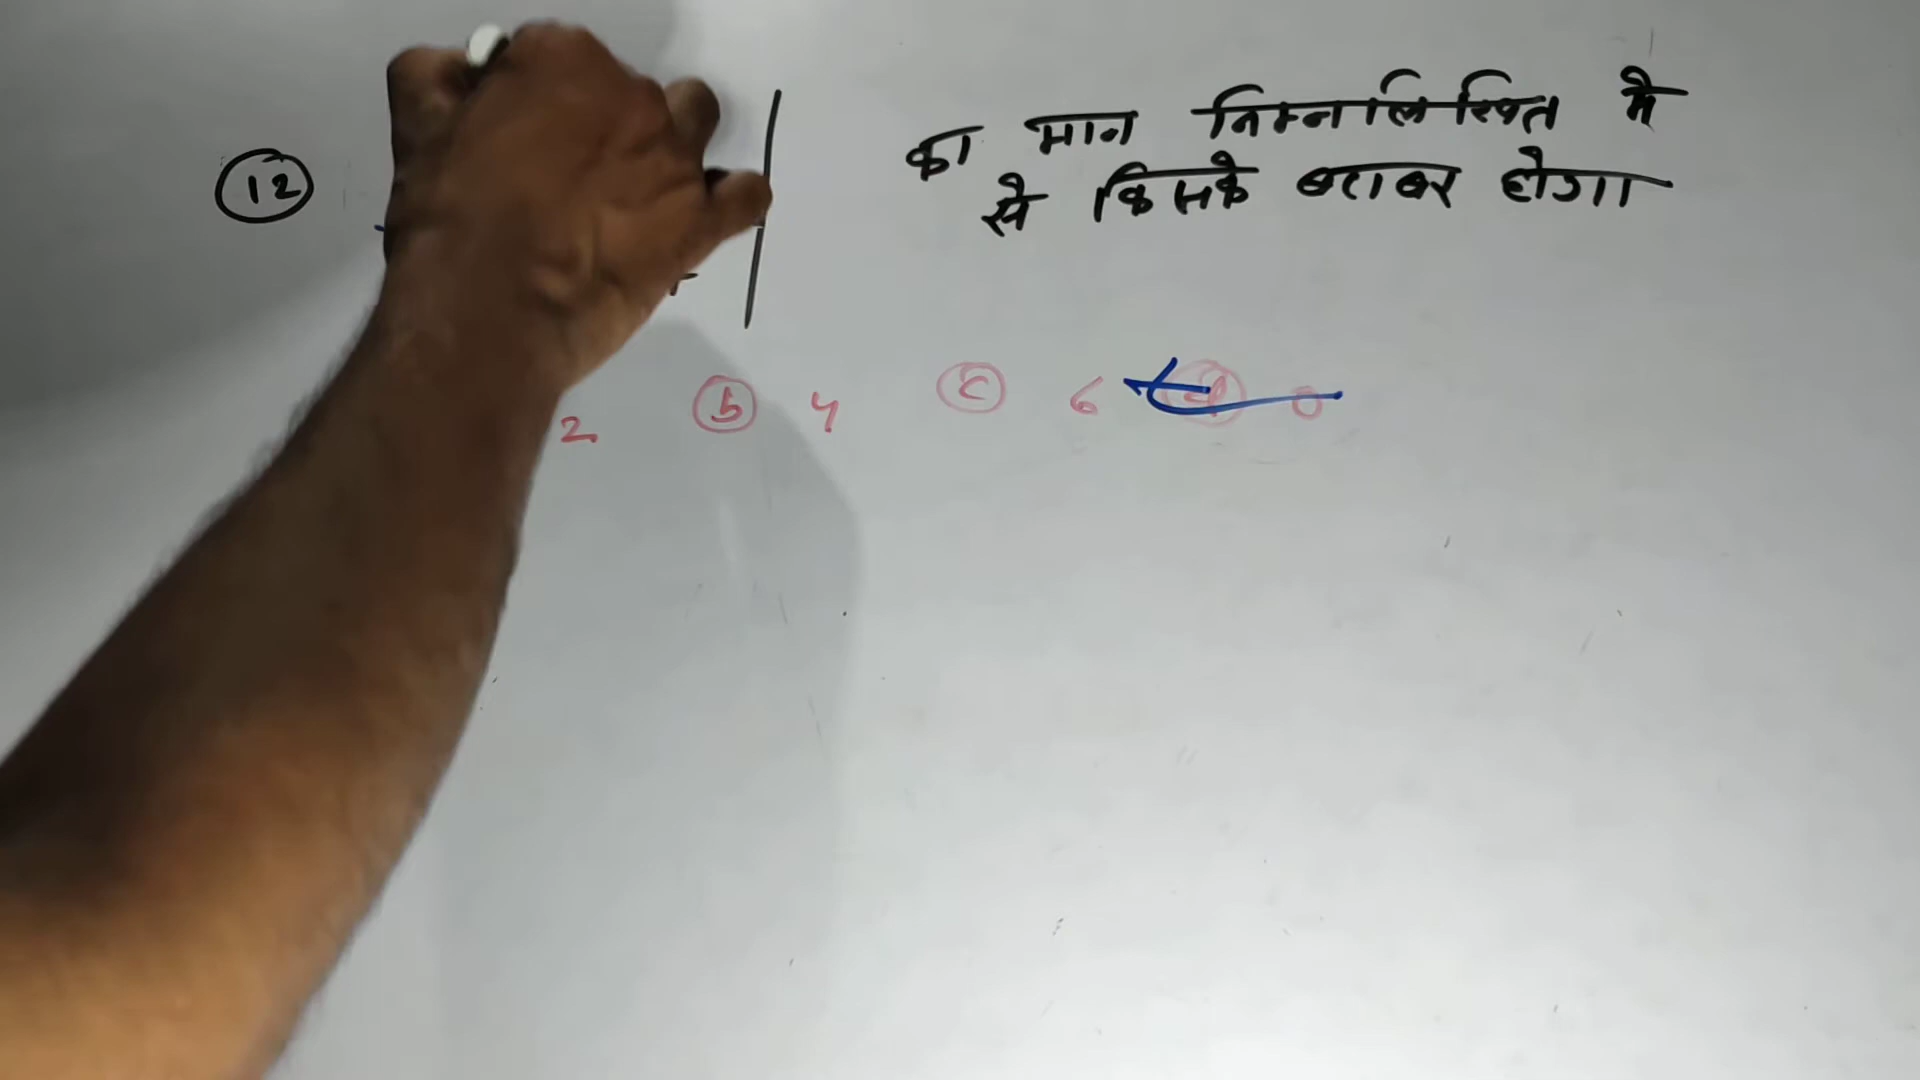 12 का मान निम्नलिखित मे
से किसके बराबर होगा
2 b 4 c 6 d 0